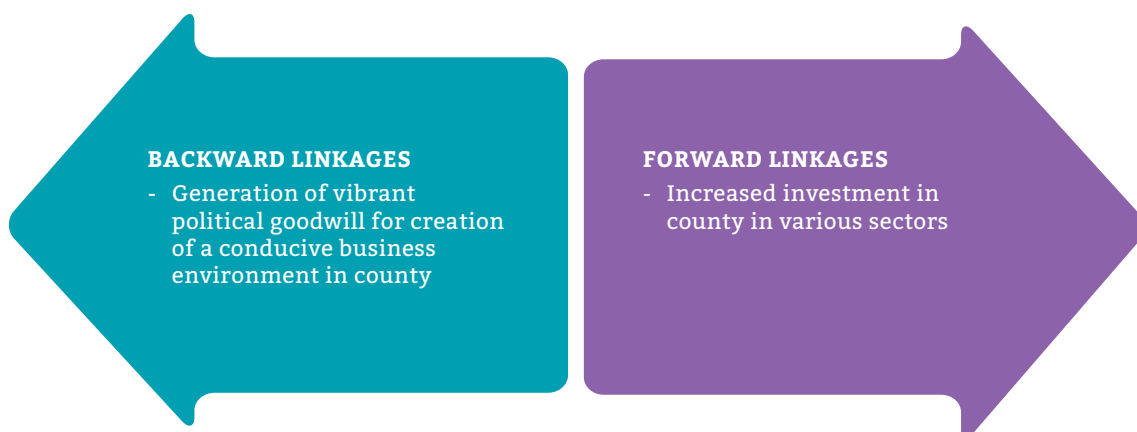 BACKWARD LINKAGES
- Generation of vibrant
political goodwill for creation
of a conducive business
environment in county
FORWARD LINKAGES
- Increased investment in
county in various sectors